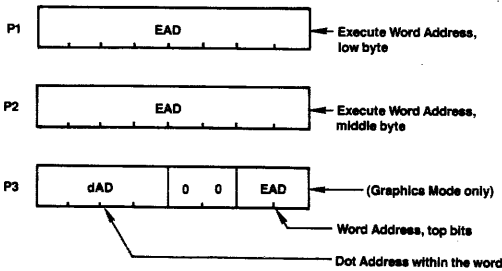 P1 EAD Execute Word Address,
low byte
P2 EAD Execute Word Address,
middle byte
P3 dAD 0 0 EAD (Graphics Mode only)
Word Address, top bits
Dot Address within the word